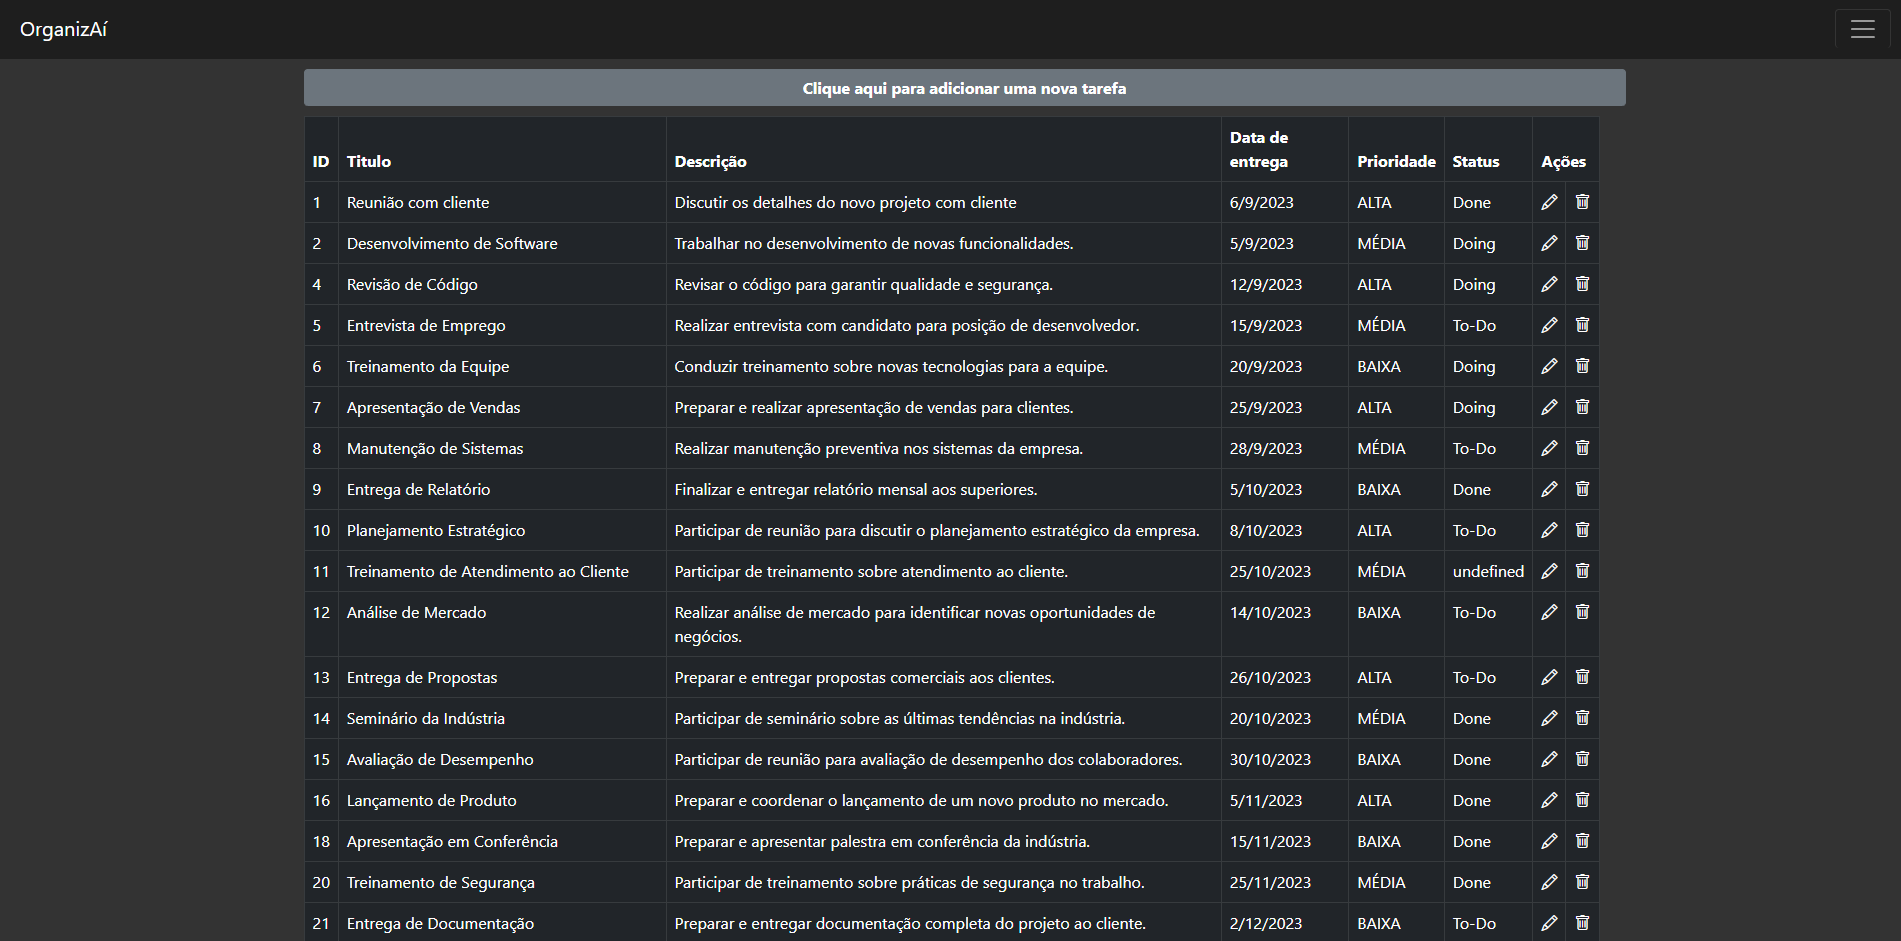 OrganizAí
Clique aqui para adicionar uma nova tarefa
ID Titulo Descrição Data de entrega Prioridade Status Ações
1 Reunião com cliente Discutir os detalhes do novo projeto com cliente 6/9/2023 ALTA Done
2 Desenvolvimento de Software Trabalhar no desenvolvimento de novas funcionalidades. 5/9/2023 MÉDIA Doing
4 Revisão de Código Revisar o código para garantir qualidade e segurança. 12/9/2023 ALTA Doing
5 Entrevista de Emprego Realizar entrevista com candidato para posição de desenvolvedor. 15/9/2023 MÉDIA To-Do
6 Treinamento da Equipe Conduzir treinamento sobre novas tecnologias para a equipe. 20/9/2023 BAIXA Doing
7 Apresentação de Vendas Preparar e realizar apresentação de vendas para clientes. 25/9/2023 ALTA Doing
8 Manutenção de Sistemas Realizar manutenção preventiva nos sistemas da empresa. 28/9/2023 MÉDIA To-Do
9 Entrega de Relatório Finalizar e entregar relatório mensal aos superiores. 5/10/2023 BAIXA Done
10 Planejamento Estratégico Participar de reunião para discutir o planejamento estratégico da empresa. 8/10/2023 ALTA To-Do
11 Treinamento de Atendimento ao Cliente Participar de treinamento sobre atendimento ao cliente. 25/10/2023 MÉDIA undefined
12 Análise de Mercado Realizar análise de mercado para identificar novas oportunidades de negócios. 14/10/2023 BAIXA To-Do
13 Entrega de Propostas Preparar e entregar propostas comerciais aos clientes. 26/10/2023 ALTA To-Do
14 Seminário da Indústria Participar de seminário sobre as últimas tendências na indústria. 20/10/2023 MÉDIA Done
15 Avaliação de Desempenho Participar de reunião para avaliação de desempenho dos colaboradores. 30/10/2023 BAIXA Done
16 Lançamento de Produto Preparar e coordenar o lançamento de um novo produto no mercado. 5/11/2023 ALTA Done
18 Apresentação em Conferência Preparar e apresentar palestra em conferência da indústria. 15/11/2023 BAIXA Done
20 Treinamento de Segurança Participar de treinamento sobre práticas de segurança no trabalho. 25/11/2023 MÉDIA Done
21 Entrega de Documentação Preparar e entregar documentação completa do projeto ao cliente. 2/12/2023 BAIXA To-Do